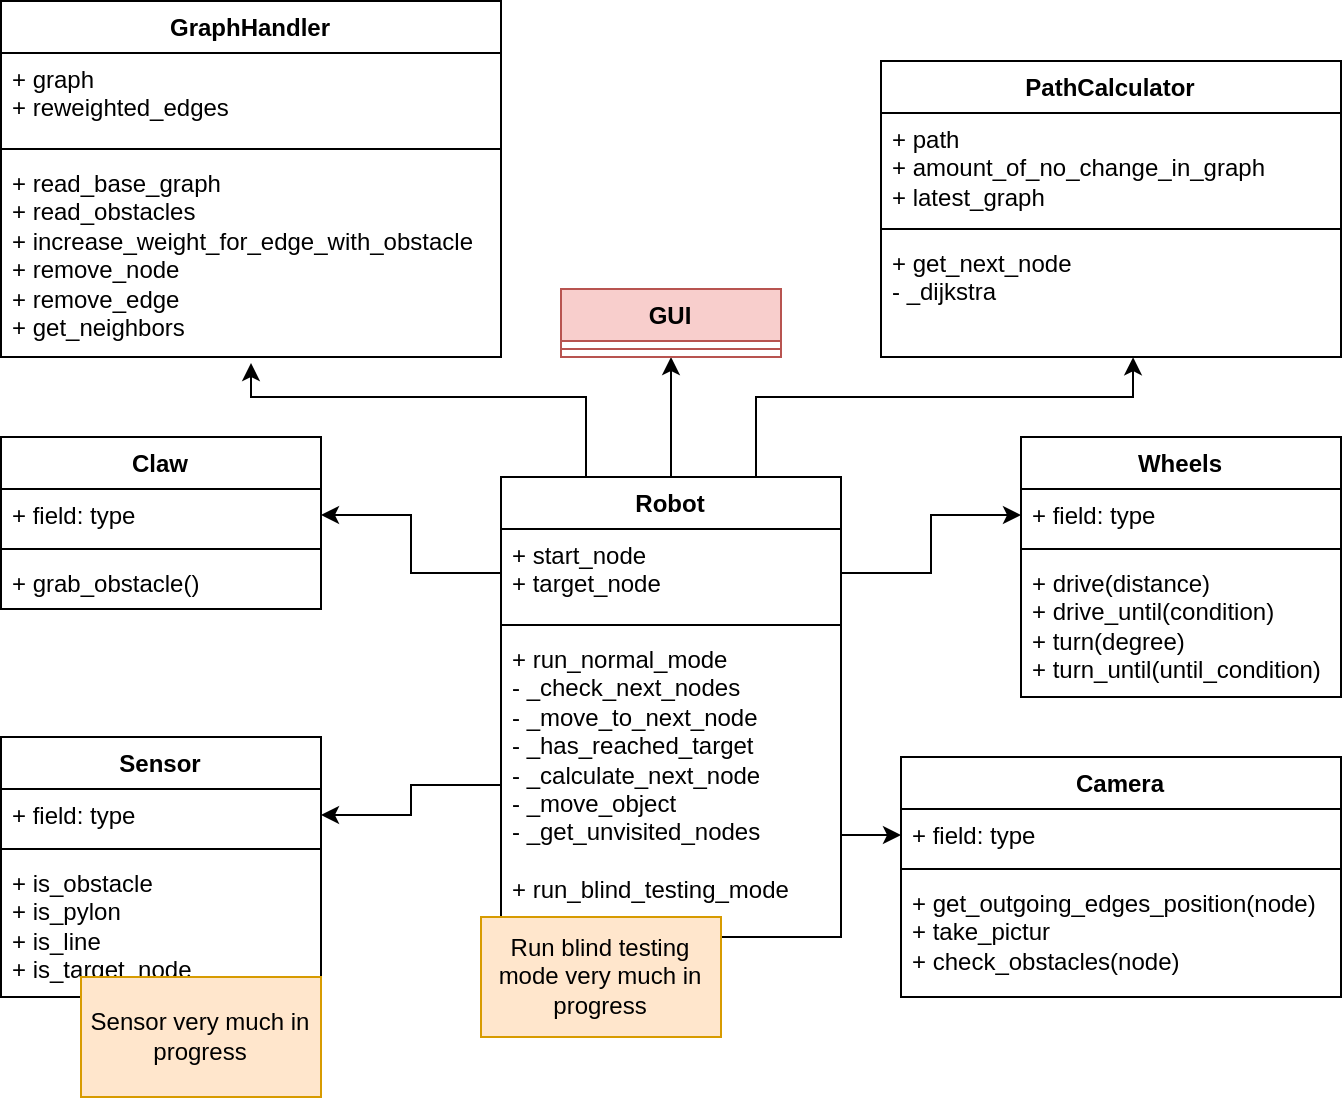 GraphHandler
+ graph
+ reweighted_edges
+ read_base_graph
+ read_obstacles
+ increase_weight_for_edge_with_obstacle
+ remove_node
+ remove_edge
+ get_neighbors
PathCalculator
+ path
+ amount_of_no_change_in_graph
+ latest_graph
+ get_next_node
- _dijkstra
GUI
Claw
+ field: type
+ grab_obstacle()
Robot
+ start_node
+ target_node
+ run_normal_mode
- _check_next_nodes
- _move_to_next_node
- _has_reached_target
- _calculate_next_node
- _move_object
- _get_unvisited_nodes
+ run_blind_testing_mode
Run blind testing
mode very much in
progress
Wheels
+ field: type
+ drive(distance)
+ drive_until(condition)
+ turn(degree)
+ turn_until(until_condition)
Sensor
+ field: type
+ is_obstacle
+ is_pylon
+ is_line
+ is_target_node
Sensor very much in
progress
Camera
+ field: type
+ get_outgoing_edges_position(node)
+ take_pictur
+ check_obstacles(node)